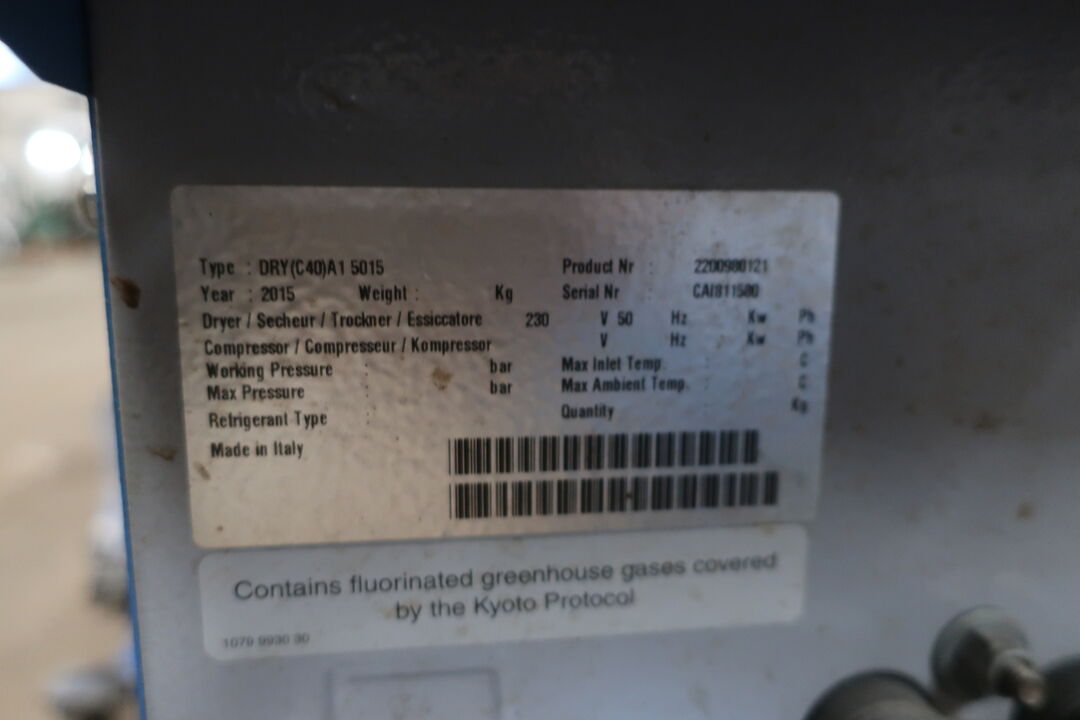 Type : DRY(C40)A1 5015 Product Nr : 2200980121
Year : 2015 Weight : Kg Serial Nr : CAI811580
Dryer / Secheur / Trockner / Essiccatore 230 V 50 Hz Kw Ph
Compressor / Compresseur / Kompressor V Hz Kw Ph
Working Pressure : bar Max Inlet Temp. : C
Max Pressure : bar Max Ambient Temp. : C
Refrigerant Type : Quantity : Kg
Made in Italy
Contains fluorinated greenhouse gases covered
by the Kyoto Protocol
1079 9930 30